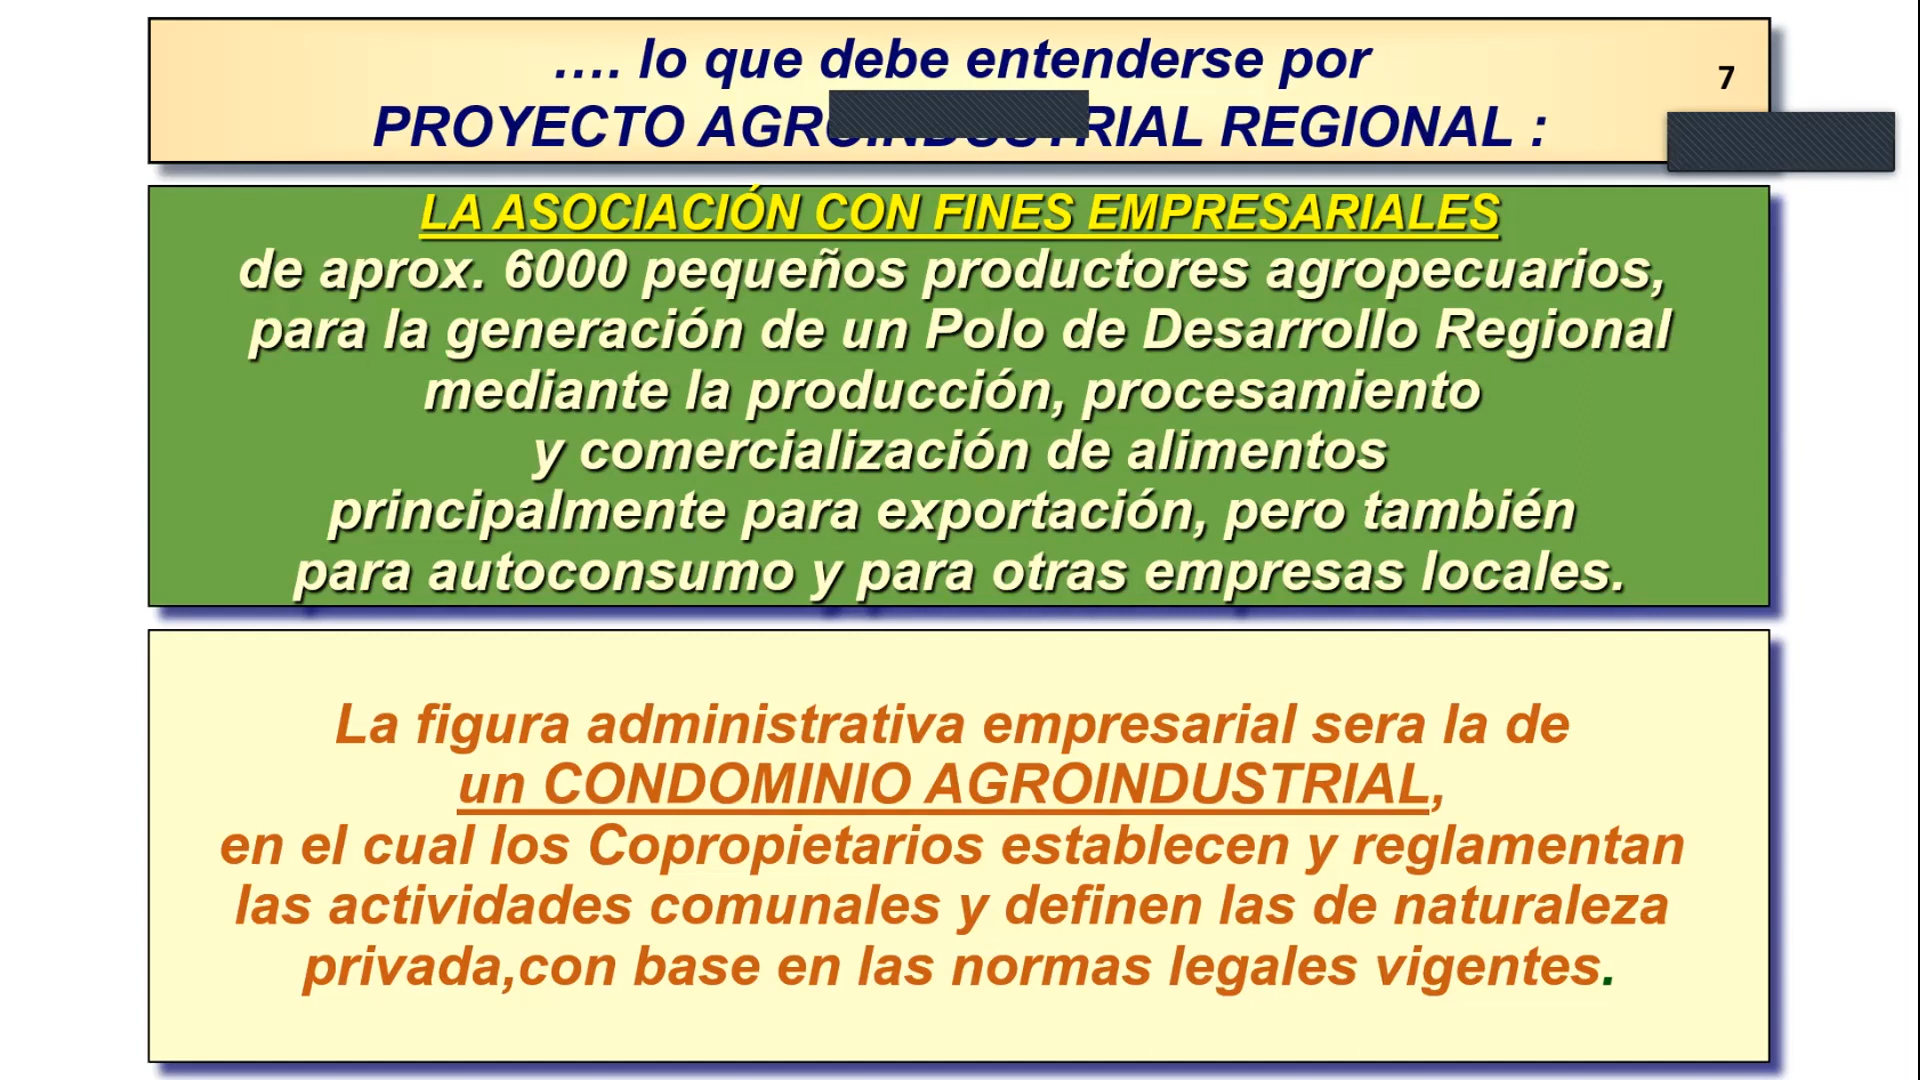 …. lo que debe entenderse por
7
PROYECTO AGROINDUSTRIAL REGIONAL :
LA ASOCIACIÓN CON FINES EMPRESARIALES
de aprox. 6000 pequeños productores agropecuarios,
para la generación de un Polo de Desarrollo Regional
mediante la producción, procesamiento
y comercialización de alimentos
principalmente para exportación, pero también
para autoconsumo y para otras empresas locales.
La figura administrativa empresarial sera la de
un CONDOMINIO AGROINDUSTRIAL,
en el cual los Copropietarios establecen y reglamentan
las actividades comunales y definen las de naturaleza
privada,con base en las normas legales vigentes.